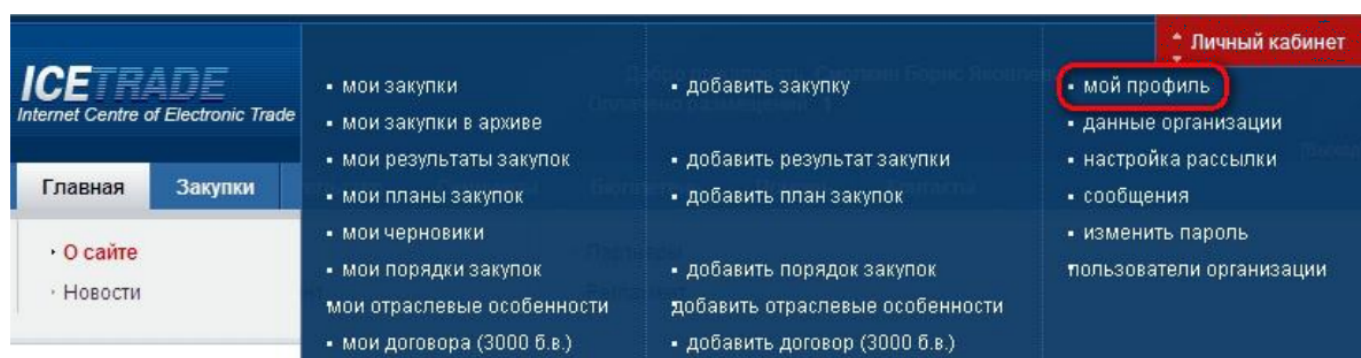 Личный кабинет
ICETRADE
Internet Centre of Electronic Trade
Главная Закупки
О сайте
Новости
мои закупки
мои закупки в архиве
мои результаты закупок
мои планы закупок
мои черновики
мои порядки закупок
мои отраслевые особенности
мои договора (3000 б.в.)
добавить закупку
добавить результат закупки
добавить план закупок
добавить порядок закупок
добавить отраслевые особенности
добавить договор (3000 б.в.)
мой профиль
данные организации
настройка рассылки
сообщения
изменить пароль
пользователи организации